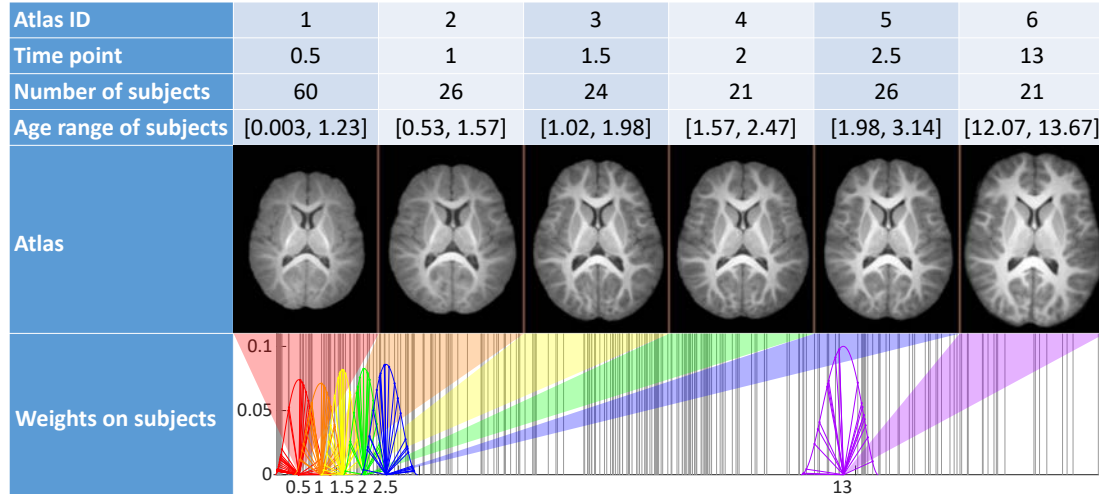 Atlas ID 1 2 3 4 5 6
Time point 0.5 1 1.5 2 2.5 13
Number of subjects 60 26 24 21 26 21
Age range of subjects [0.003, 1.23] [0.53, 1.57] [1.02, 1.98] [1.57, 2.47] [1.98, 3.14] [12.07, 13.67]
Atlas
Weights on subjects
0.1
0.05
0
0.5 1 1.5 2 2.5 13